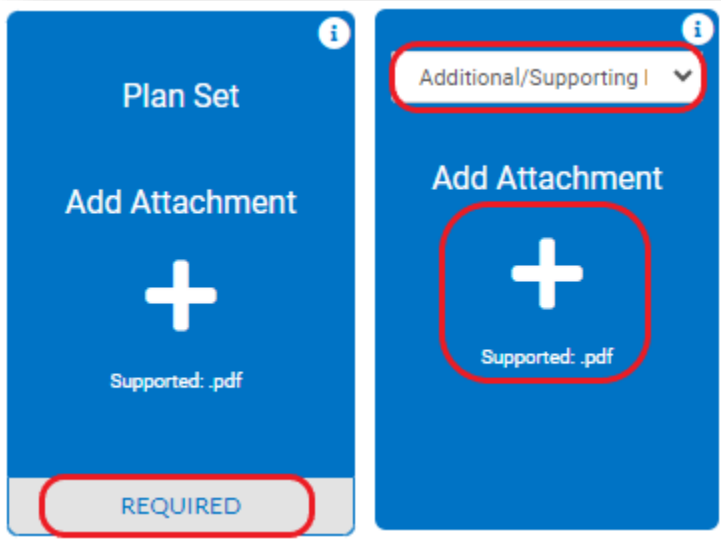 Plan Set
Add Attachment
Supported: .pdf
REQUIRED
Additional/Supporting
Add Attachment
Supported: .pdf